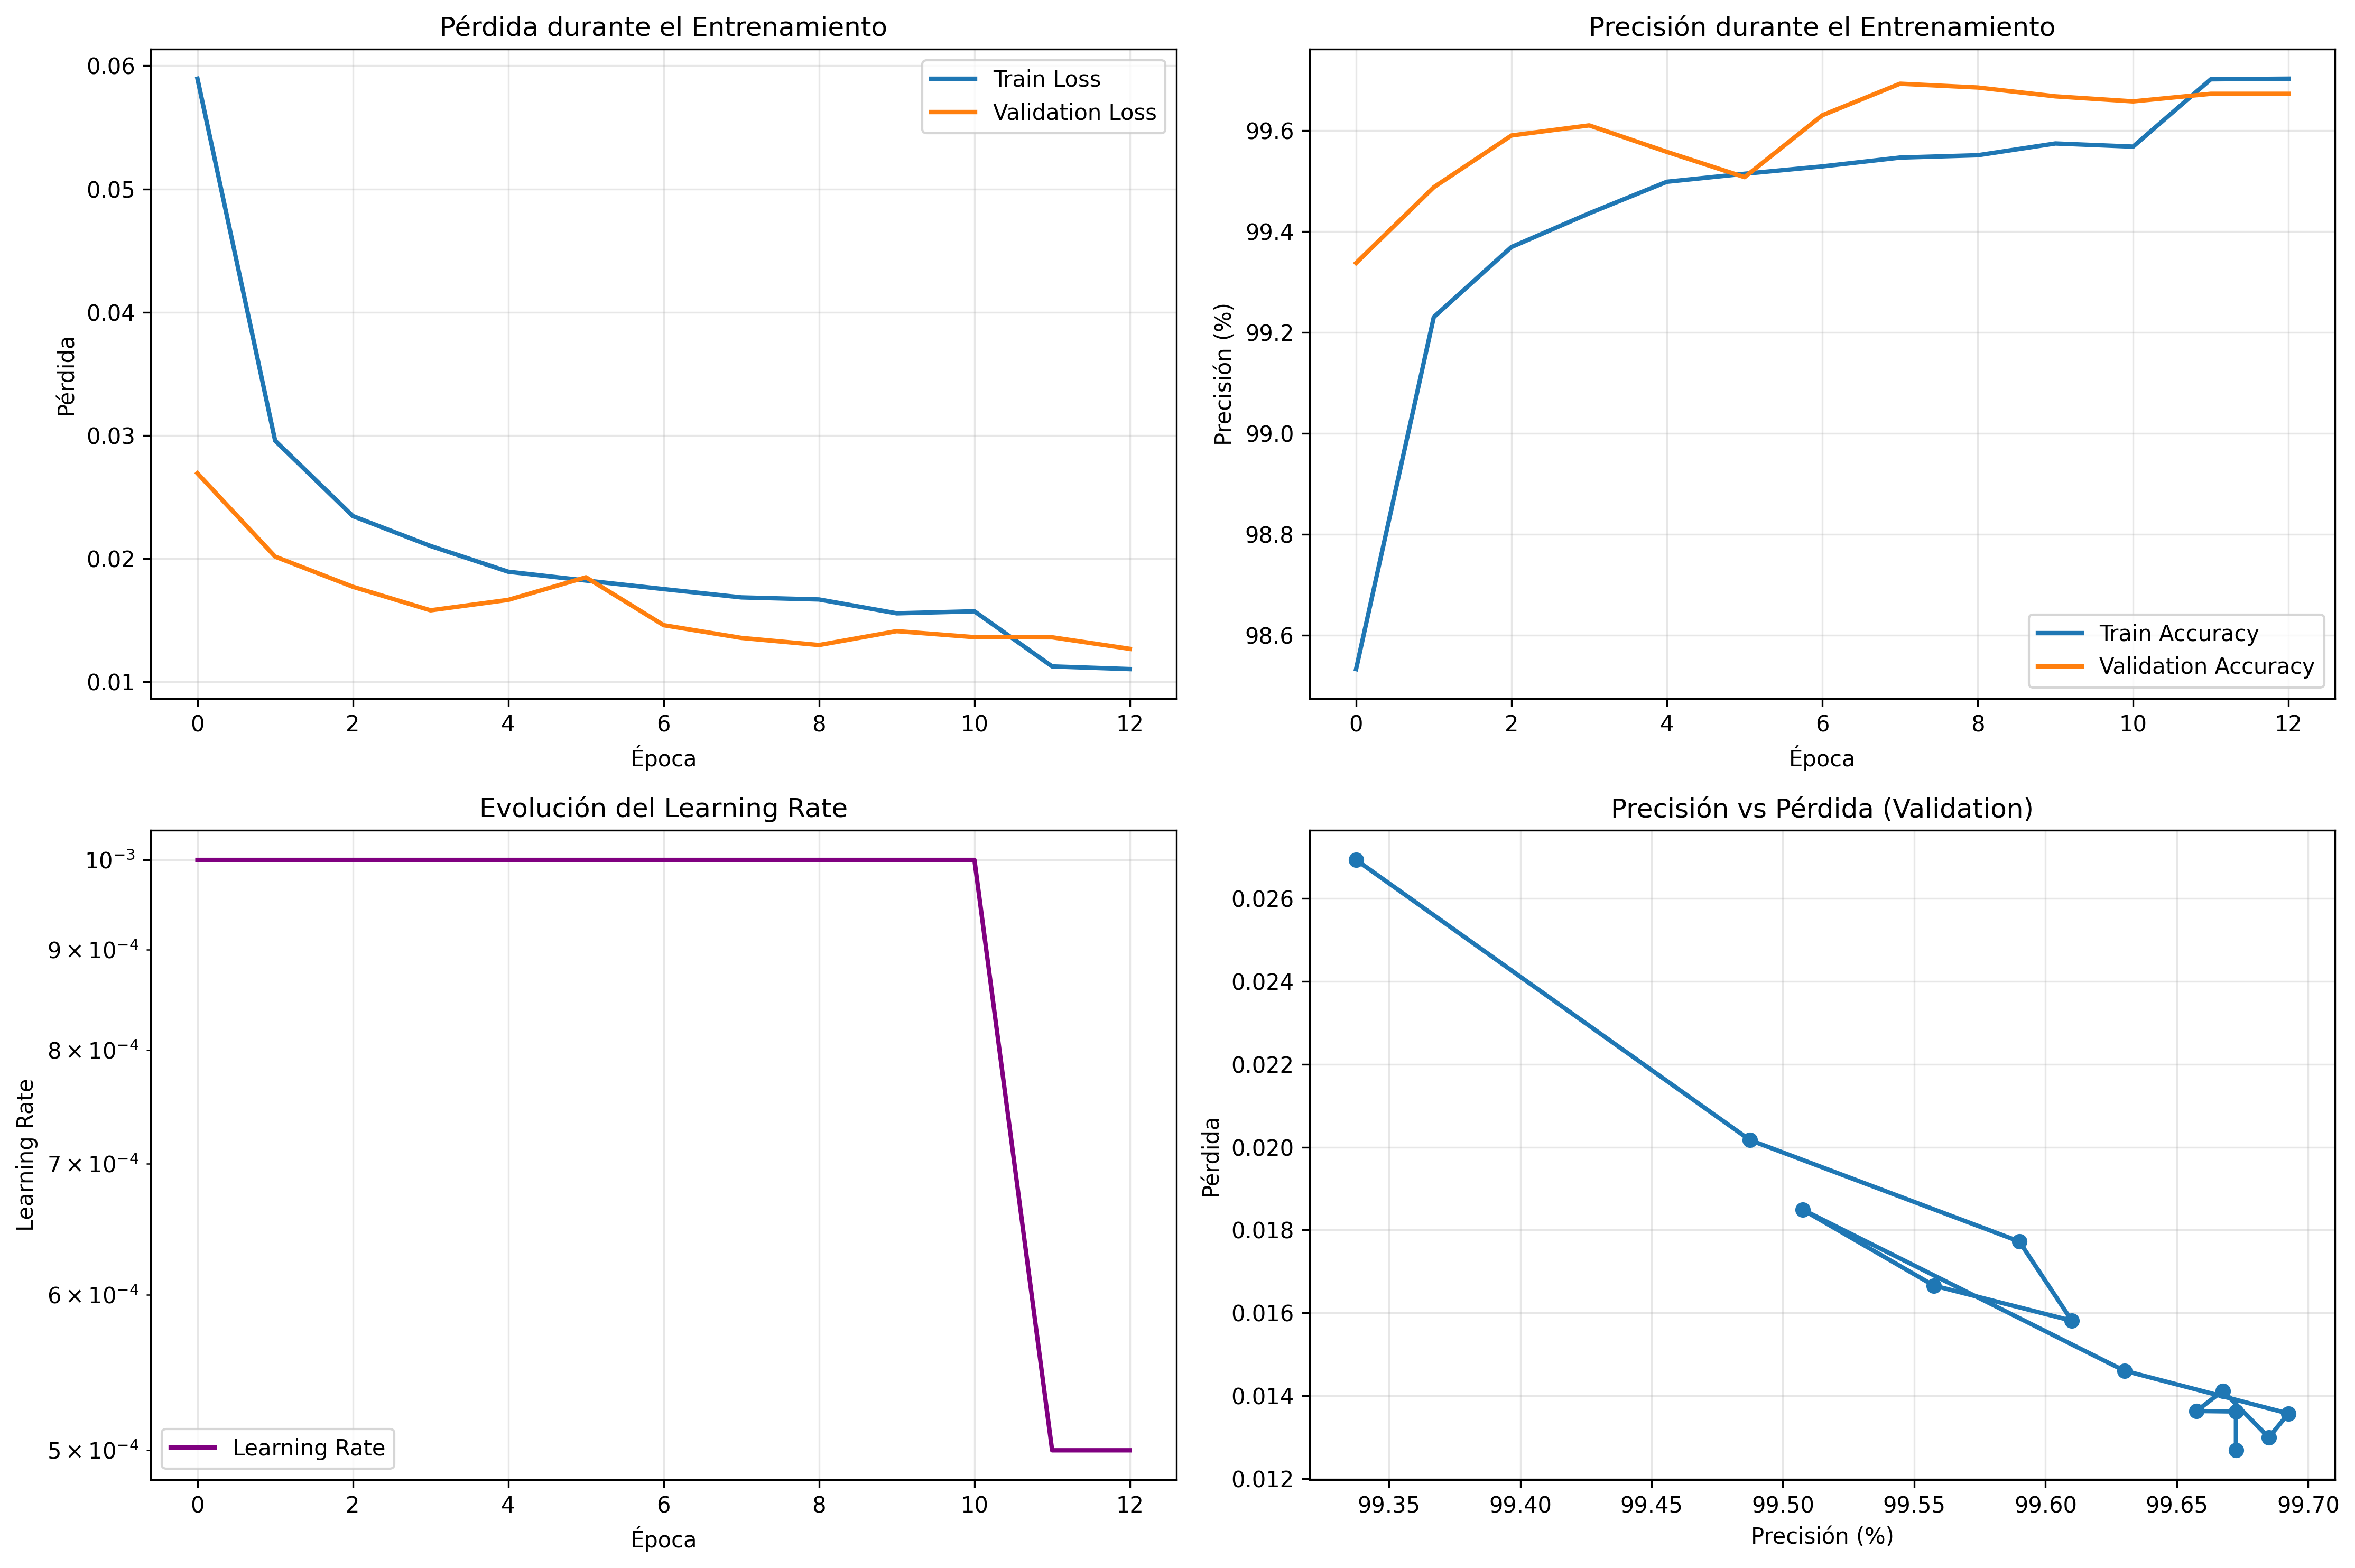 Pérdida durante el Entrenamiento
0.06
0.05
0.04
0.03
0.02
0.01
Pérdida
Train Loss
Validation Loss
0 2 4 6 8 10 12
Época
Precisión durante el Entrenamiento
99.6
99.4
99.2
99.0
98.8
98.6
Precisión (%)
Train Accuracy
Validation Accuracy
0 2 4 6 8 10 12
Época
Evolución del Learning Rate
10⁻³
9 × 10⁻⁴
8 × 10⁻⁴
7 × 10⁻⁴
6 × 10⁻⁴
5 × 10⁻⁴
Learning Rate
Learning Rate
0 2 4 6 8 10 12
Época
Precisión vs Pérdida (Validation)
0.026
0.024
0.022
0.020
0.018
0.016
0.014
0.012
Pérdida
99.35 99.40 99.45 99.50 99.55 99.60 99.65 99.70
Precisión (%)